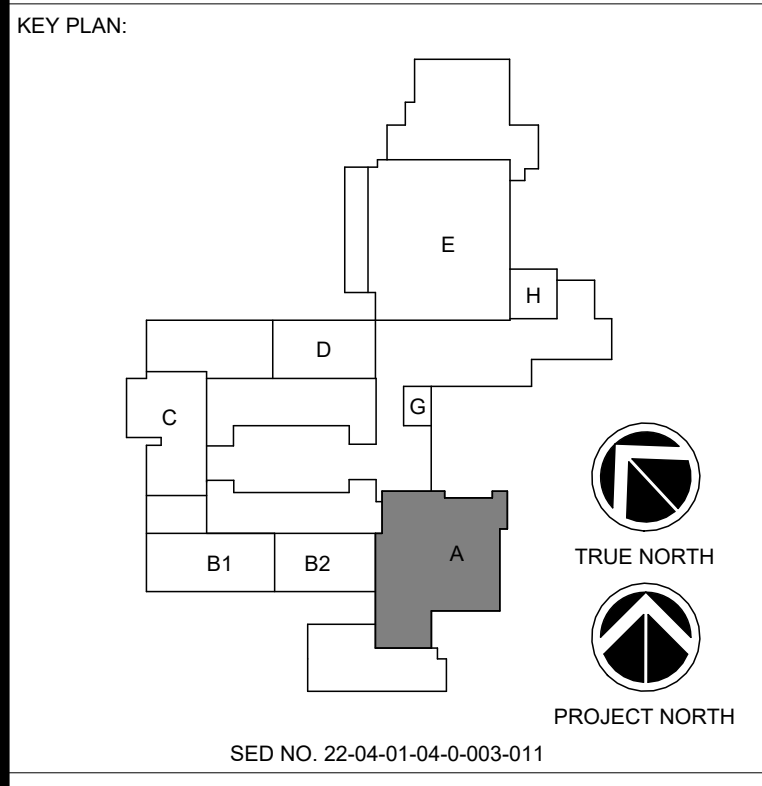 KEY PLAN:
E
H
D
G
C
A
B1
B2
TRUE NORTH
PROJECT NORTH
SED NO. 22-04-01-04-0-003-011